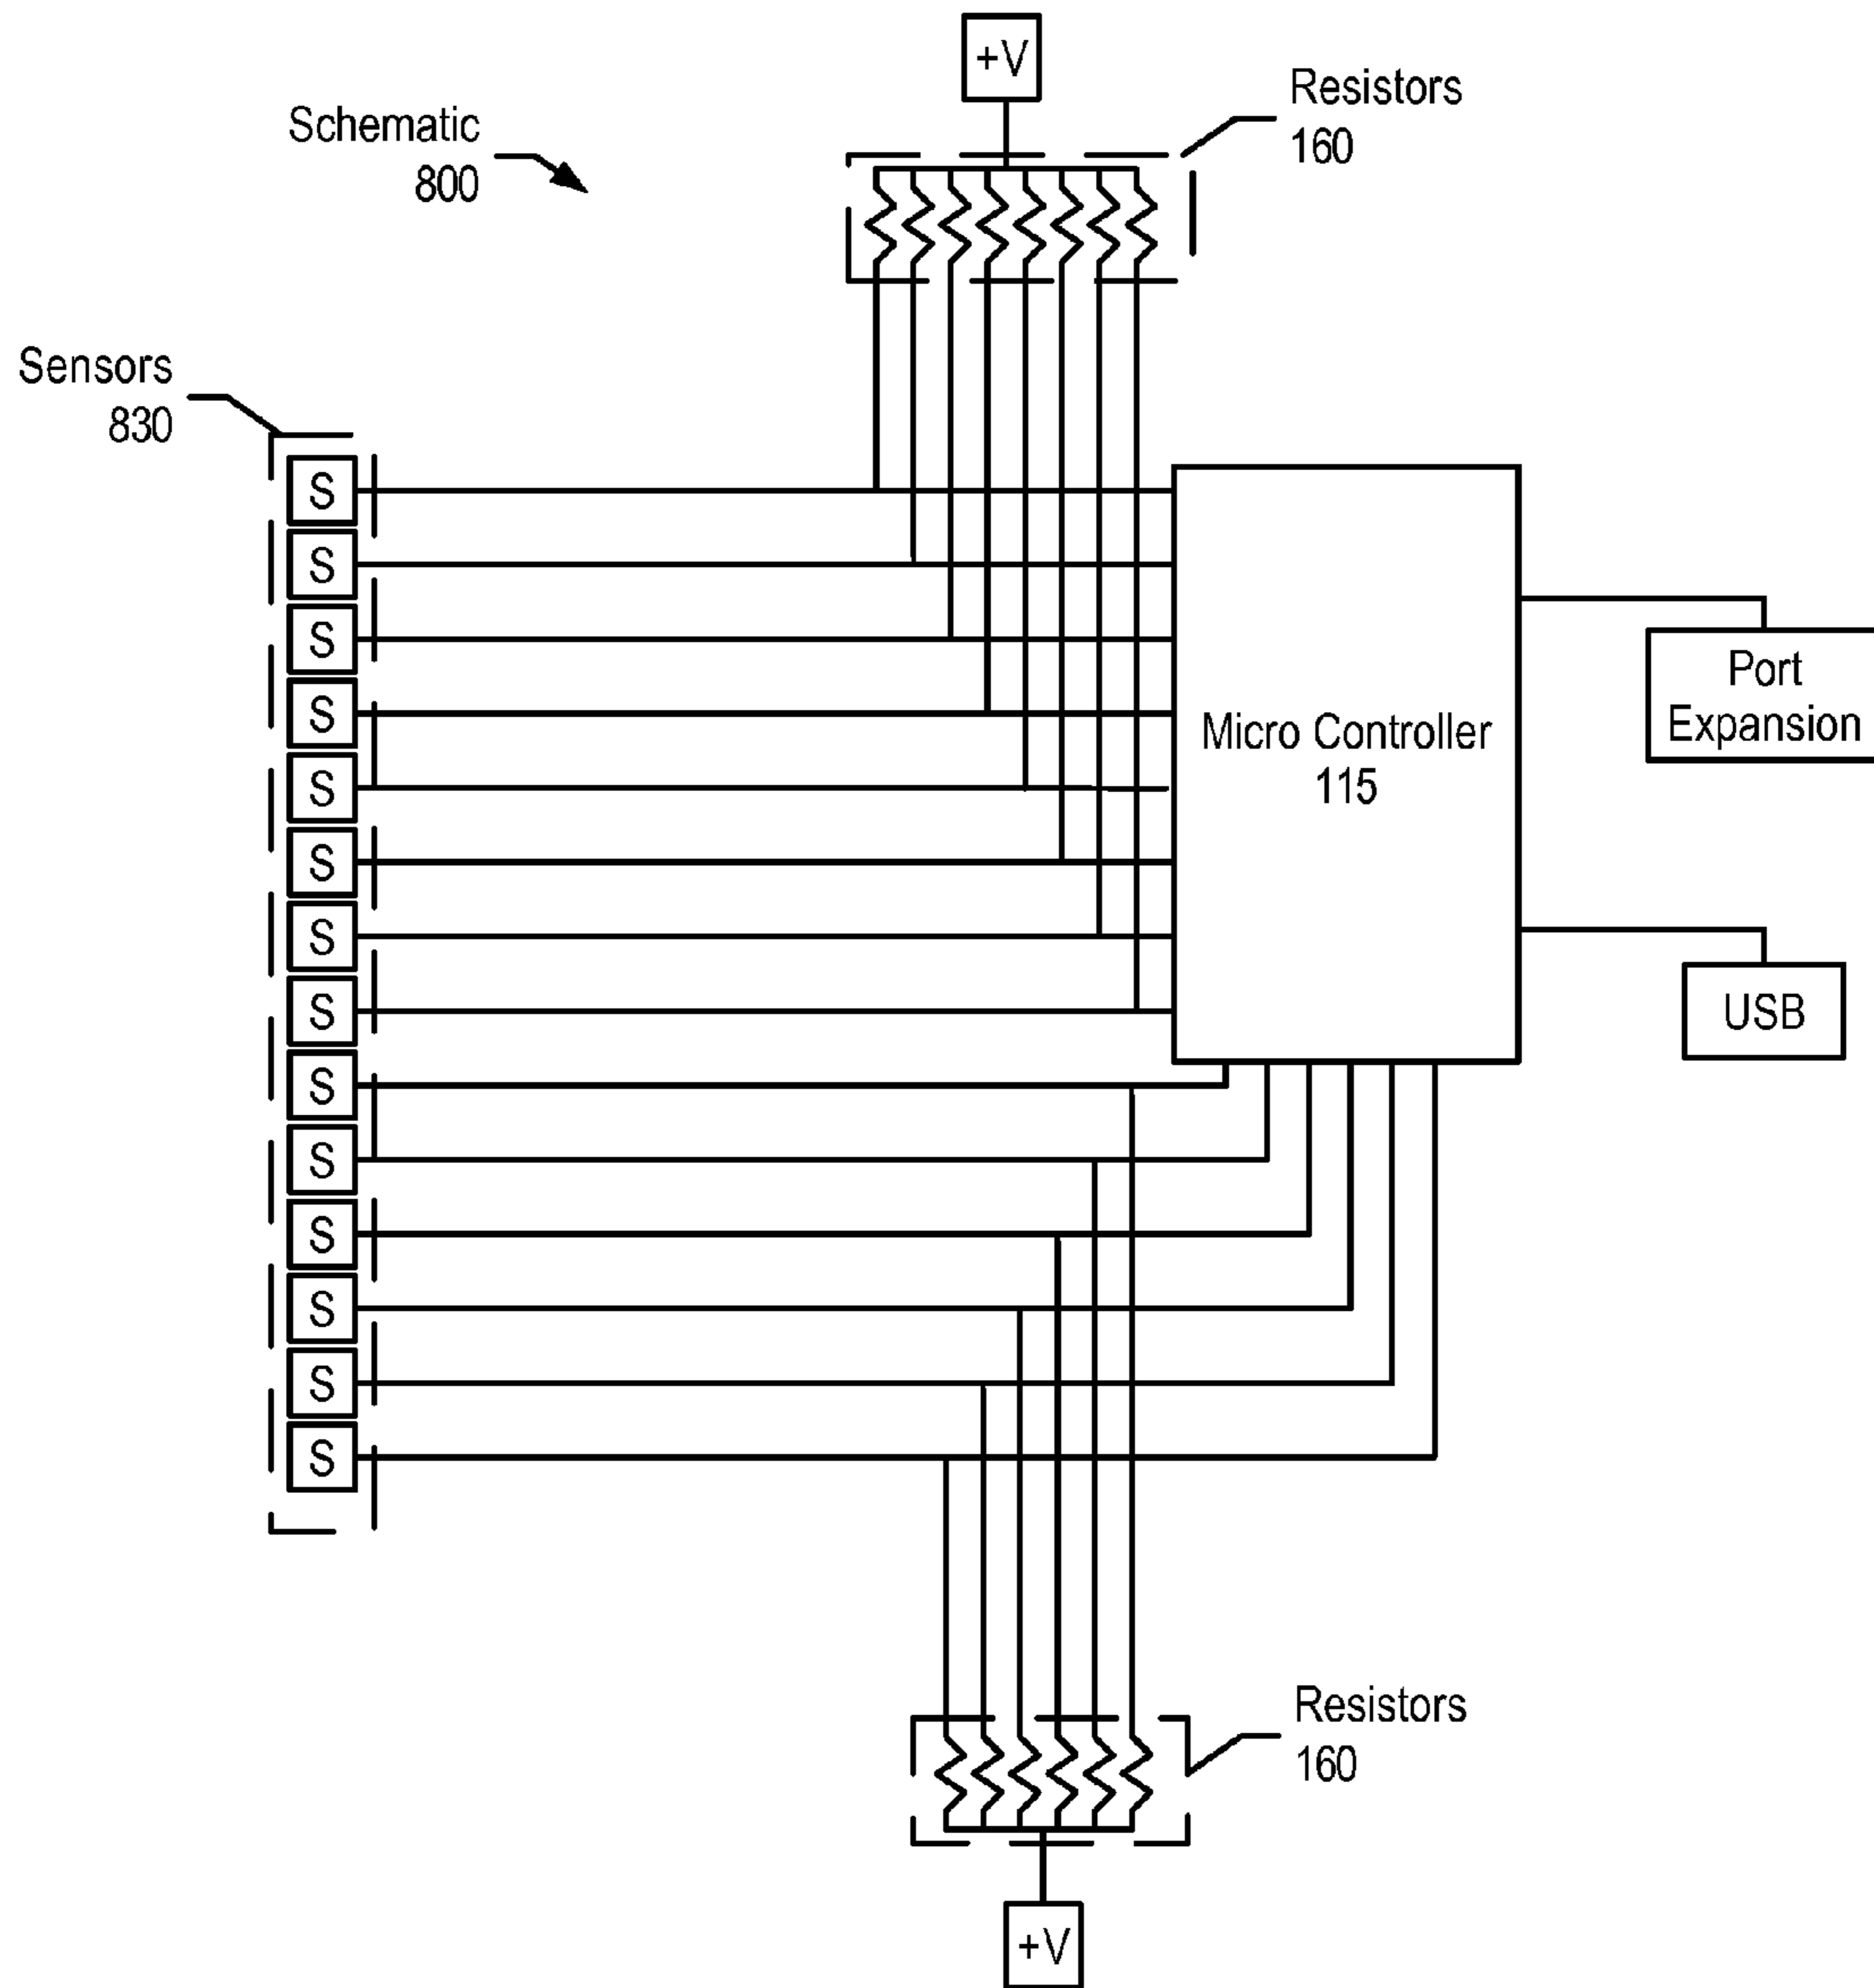 +V
Resistors
160
Schematic
800
Sensors
830
S
S
S
S
S
S
S
S
S
S
S
S
S
S
Micro Controller
115
Port
Expansion
USB
Resistors
160
+V